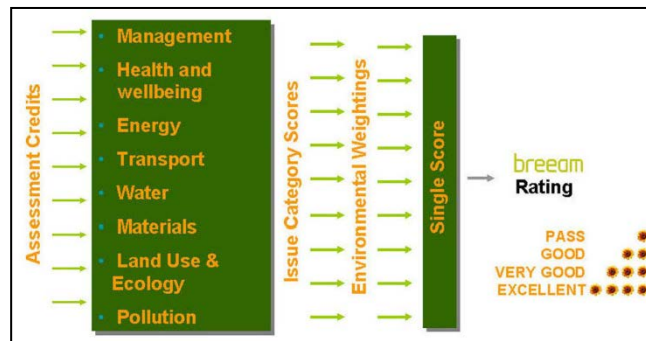 Assessment Credits
Management
Health and
wellbeing
Energy
Transport
Water
Materials
Land Use &
Ecology
Pollution
Issue Category Scores
Environmental Weightings
Single Score
breeam
Rating
PASS
GOOD
VERY GOOD
EXCELLENT